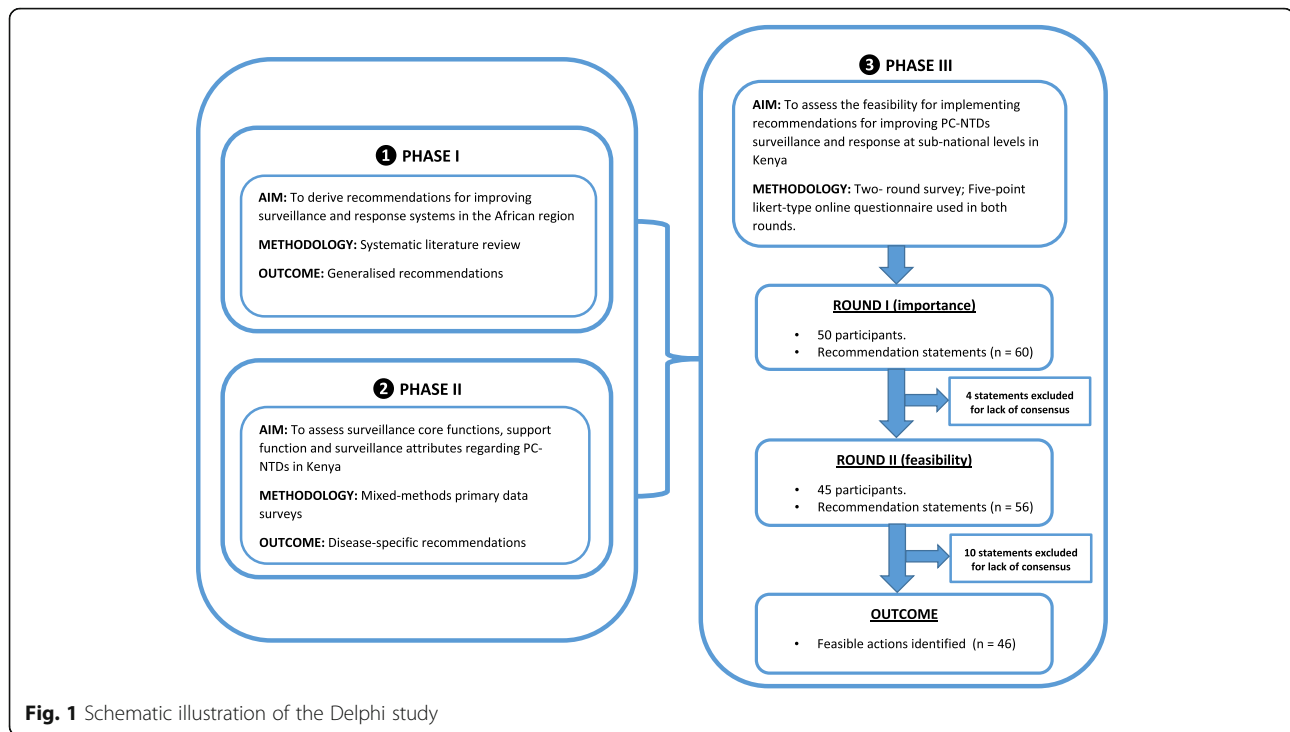 ❶ PHASE I
AIM: To derive recommendations for improving
surveillance and response systems in the African region
METHODOLOGY: Systematic literature review
OUTCOME: Generalised recommendations
❷ PHASE II
AIM: To assess surveillance core functions, support
function and surveillance attributes regarding PC-
NTDs in Kenya
METHODOLOGY: Mixed-methods primary data
surveys
OUTCOME: Disease-specific recommendations
❸ PHASE III
AIM: To assess the feasibility for implementing
recommendations for improving PC-NTDs
surveillance and response at sub-national levels in
Kenya
METHODOLOGY: Two- round survey; Five-point
likert-type online questionnaire used in both
rounds.
ROUND I (importance)
• 50 participants.
• Recommendation statements (n = 60)
4 statements excluded
for lack of consensus
ROUND II (feasibility)
• 45 participants.
• Recommendation statements (n = 56)
10 statements excluded
for lack of consensus
OUTCOME
• Feasible actions identified (n = 46)
Fig. 1 Schematic illustration of the Delphi study